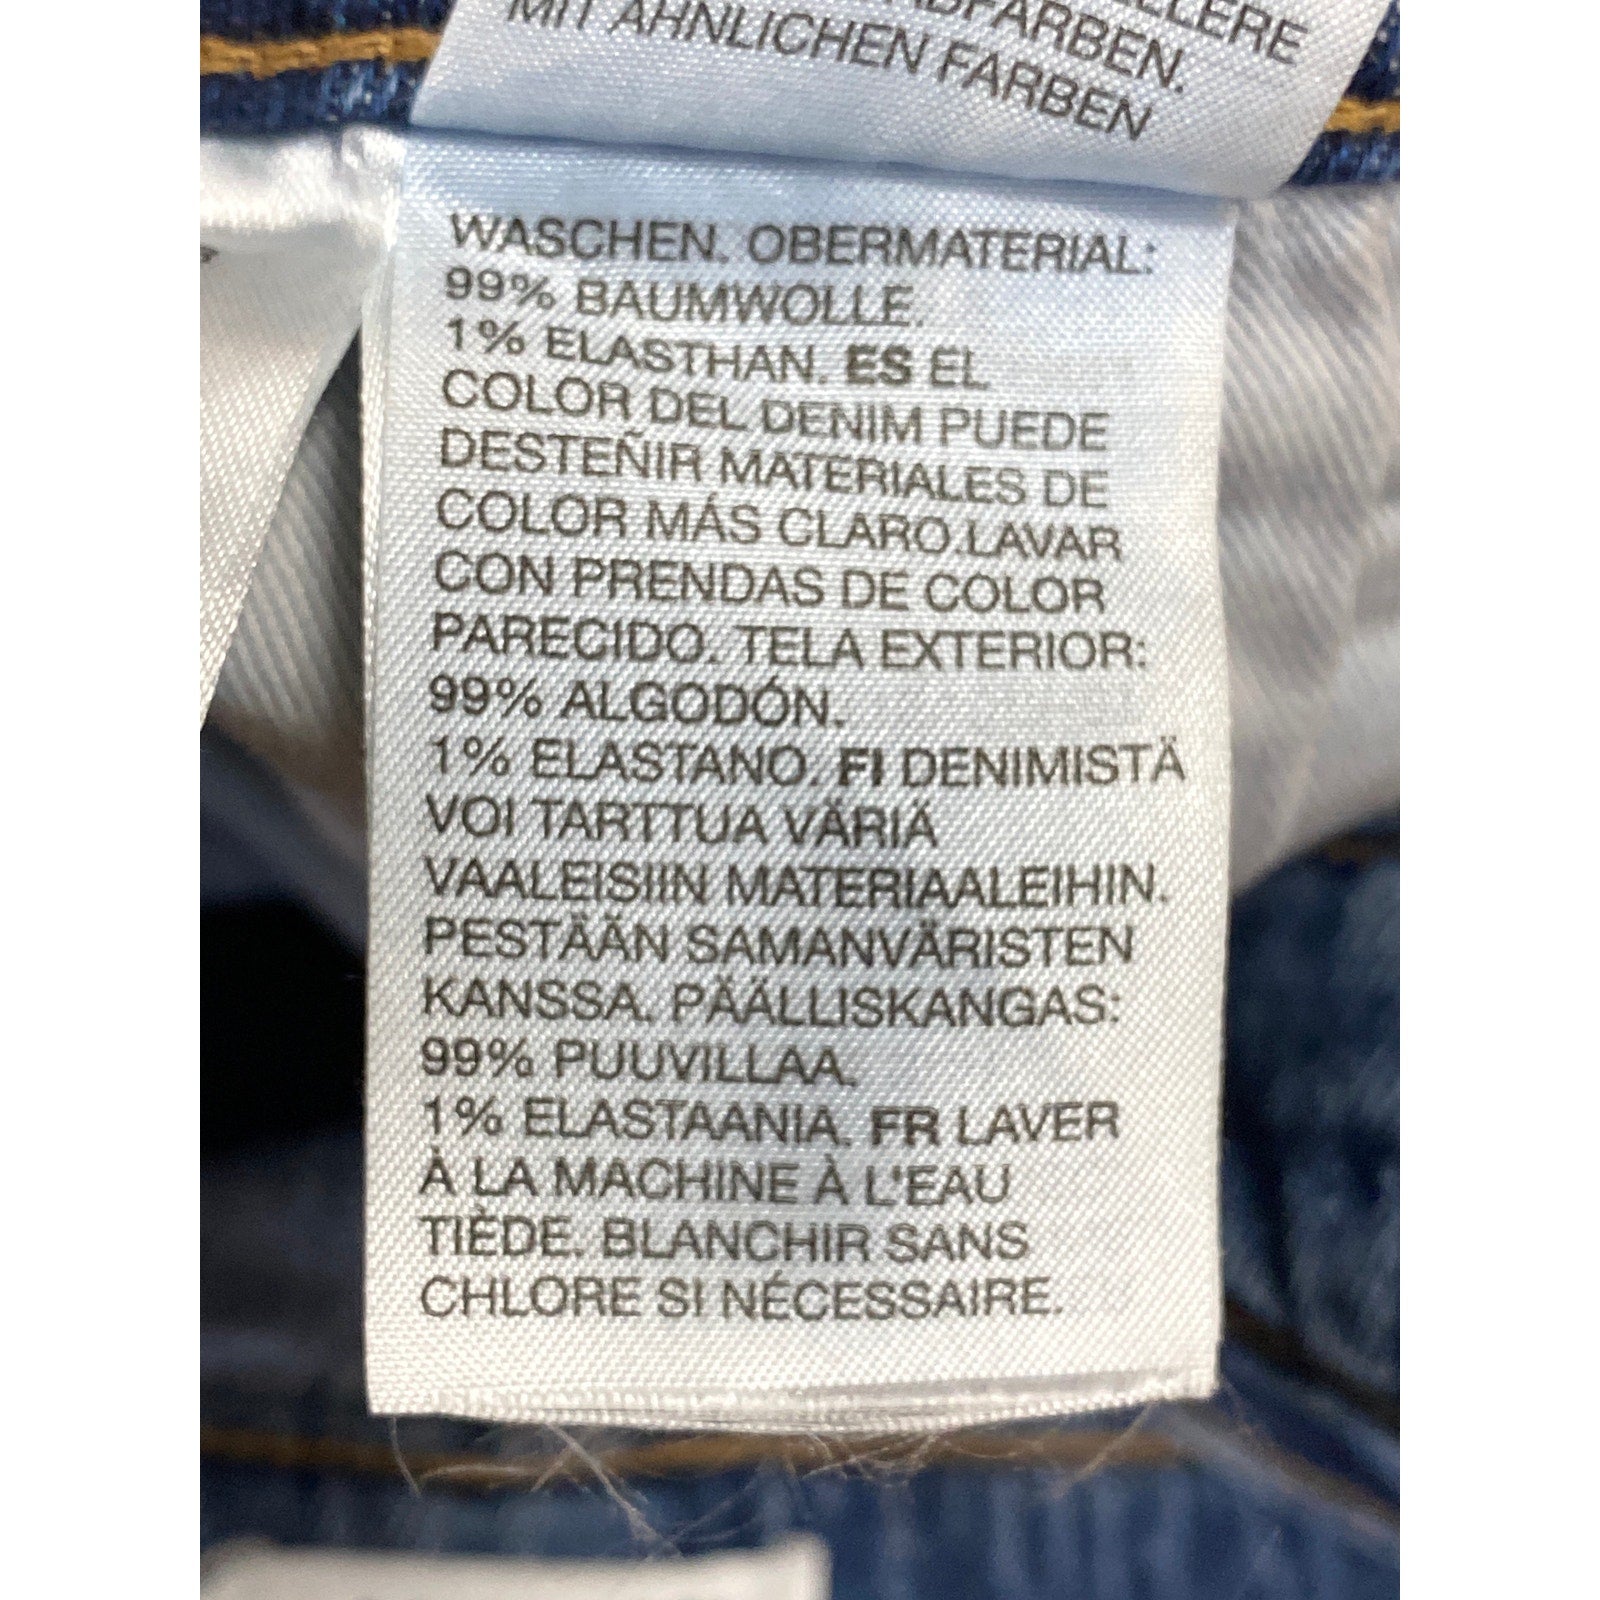 FARBEN.
MIT ÄHNLICHEN FARBEN
WASCHEN. OBERMATERIAL:
99% BAUMWOLLE.
1% ELASTHAN. ES EL
COLOR DEL DENIM PUEDE
DESTEÑIR MATERIALES DE
COLOR MÁS CLARO.LAVAR
CON PRENDAS DE COLOR
PARECIDO. TELA EXTERIOR:
99% ALGODÓN.
1% ELASTANO. FI DENIMISTÄ
VOI TARTTUA VÄRIÄ
VAALEISIIN MATERIAALEIHIN.
PESTÄÄN SAMANVÄRISTEN
KANSSA. PÄÄLLISKANGAS:
99% PUUVILLAA.
1% ELASTAANIA. FR LAVER
À LA MACHINE À L'EAU
TIÈDE. BLANCHIR SANS
CHLORE SI NÉCESSAIRE.